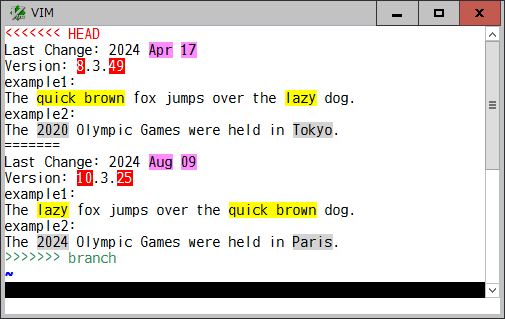 VIM
<<<<<<< HEAD
Last Change: 2024 Apr 17
Version: 8.3.49
example1:
The quick brown fox jumps over the lazy dog.
example2:
The 2020 Olympic Games were held in Tokyo.
=======
Last Change: 2024 Aug 09
Version: 10.3.25
example1:
The lazy fox jumps over the quick brown dog.
example2:
The 2024 Olympic Games were held in Paris.
>>>>>>> branch
~